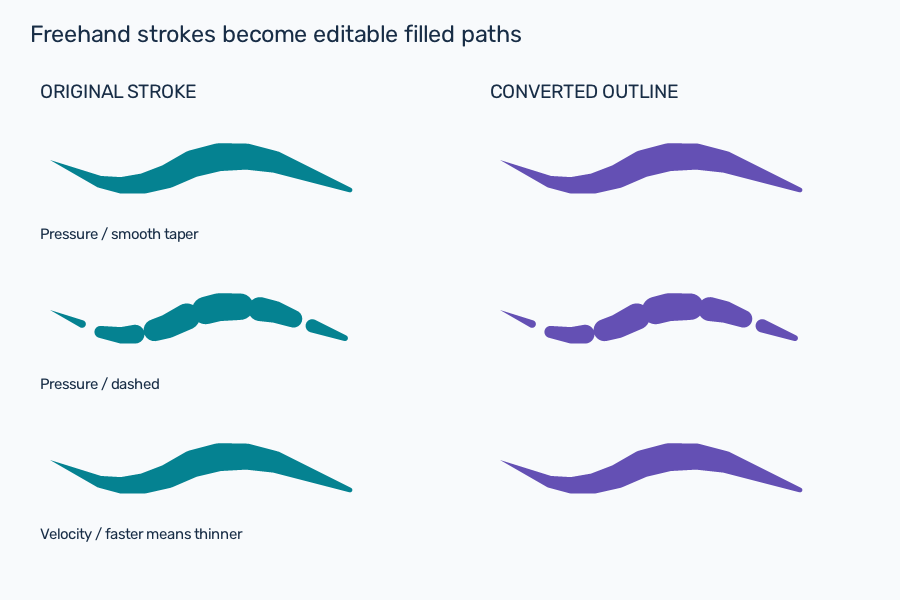 Freehand strokes become editable filled paths
ORIGINAL STROKE
CONVERTED OUTLINE
Pressure / smooth taper
Pressure / dashed
Velocity / faster means thinner